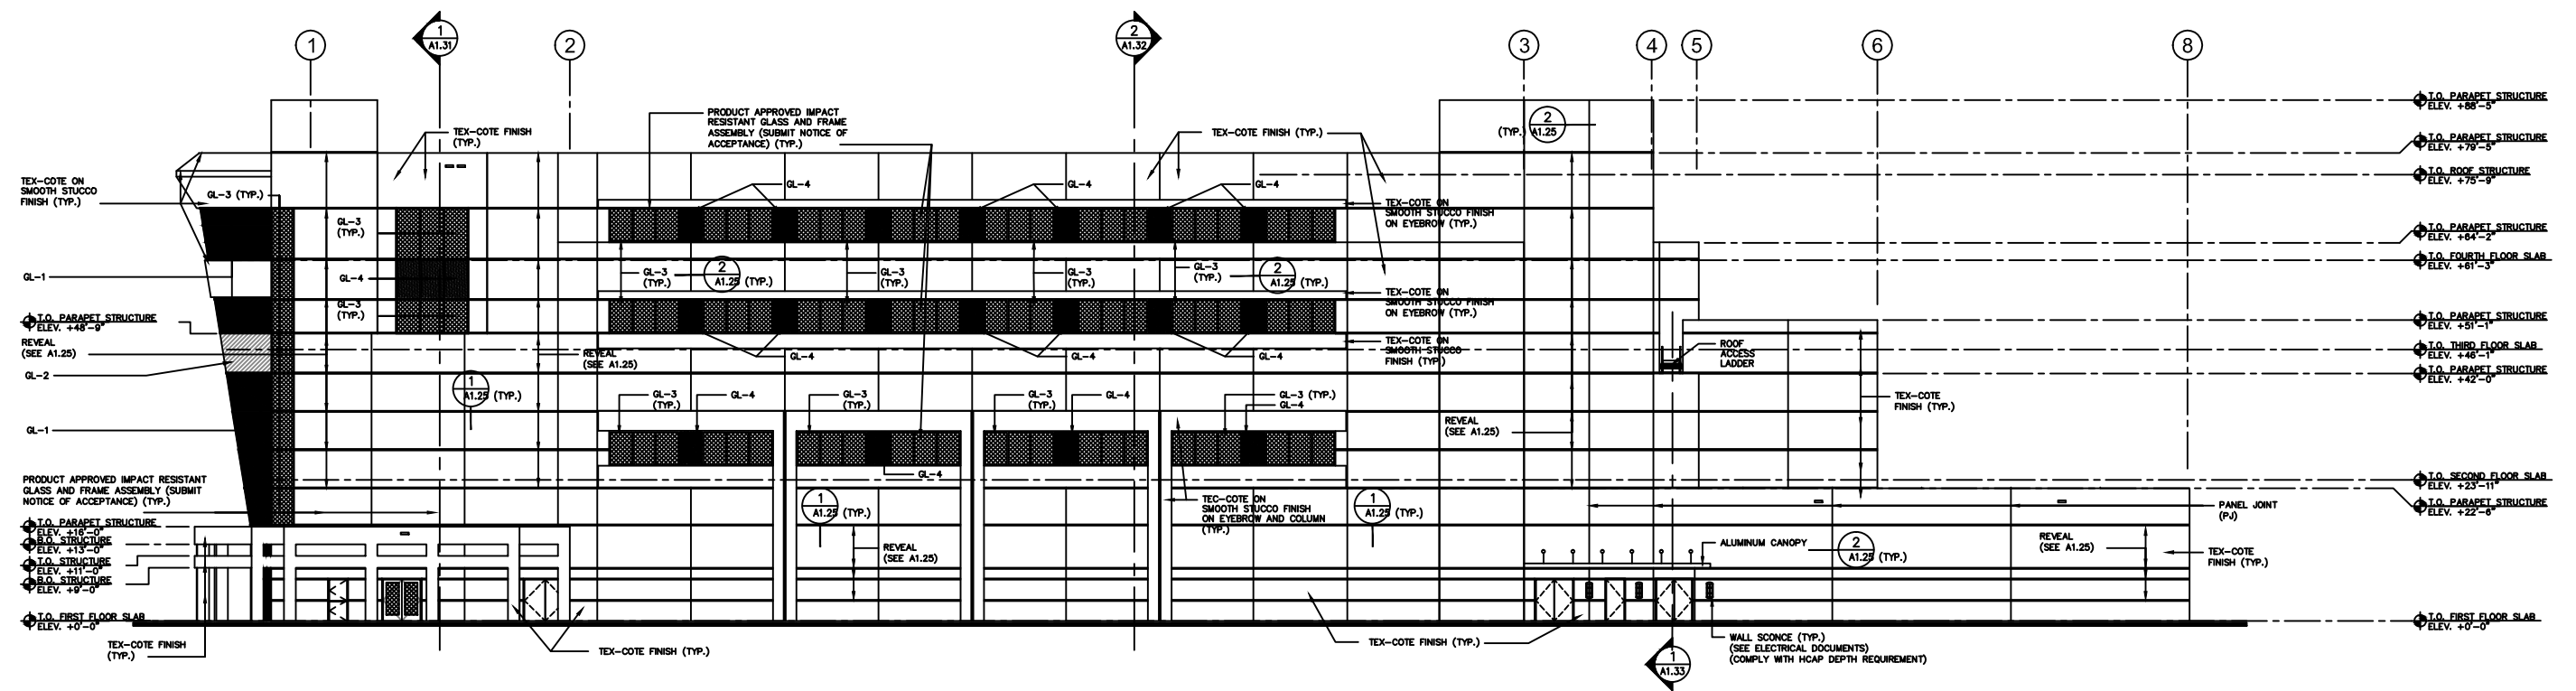 1
1
A1.31
2
2
A1.32
3
4
5
6
8
PRODUCT APPROVED IMPACT
RESISTANT GLASS AND FRAME
ASSEMBLY (SUBMIT NOTICE OF
ACCEPTANCE) (TYP.)
TEX-COTE FINISH
(TYP.)
TEX-COTE FINISH (TYP.)
(TYP.)
2
A1.25
T.O. PARAPET STRUCTURE
ELEV. +88'-5"
T.O. PARAPET STRUCTURE
ELEV. +79'-5"
T.O. ROOF STRUCTURE
ELEV. +75'-9"
TEX-COTE ON
SMOOTH STUCCO
FINISH (TYP.)
GL-3 (TYP.)
GL-4
GL-4
GL-4
TEX-COTE ON
SMOOTH STUCCO FINISH
ON EYEBROW (TYP.)
GL-3
(TYP.)
T.O. PARAPET STRUCTURE
ELEV. +64'-2"
T.O. FOURTH FLOOR SLAB
ELEV. +61'-3"
GL-1
GL-4
GL-3
(TYP.)
2
A1.25 (TYP.)
GL-3
(TYP.)
GL-3
(TYP.)
GL-3
(TYP.)
2
A1.25 (TYP.)
TEX-COTE ON
SMOOTH STUCCO FINISH
ON EYEBROW (TYP.)
GL-3
(TYP.)
T.O. PARAPET STRUCTURE
ELEV. +48'-9"
T.O. PARAPET STRUCTURE
ELEV. +51'-1"
REVEAL
(SEE A1.25)
REVEAL
(SEE A1.25)
GL-4
GL-4
GL-4
TEX-COTE ON
SMOOTH STUCCO
FINISH (TYP.)
ROOF
ACCESS
LADDER
T.O. THIRD FLOOR SLAB
ELEV. +46'-1"
T.O. PARAPET STRUCTURE
ELEV. +42'-0"
GL-2
1
A1.25 (TYP.)
GL-3
(TYP.)
GL-4
GL-3
(TYP.)
GL-4
GL-3
(TYP.)
GL-4
GL-3 (TYP.)
GL-4
TEX-COTE
FINISH (TYP.)
GL-1
REVEAL
(SEE A1.25)
GL-4
PRODUCT APPROVED IMPACT RESISTANT
GLASS AND FRAME ASSEMBLY (SUBMIT
NOTICE OF ACCEPTANCE) (TYP.)
T.O. SECOND FLOOR SLAB
ELEV. +23'-11"
T.O. PARAPET STRUCTURE
ELEV. +22'-6"
1
A1.25 (TYP.)
TEC-COTE ON
SMOOTH STUCCO FINISH
ON EYEBROW AND COLUMN
(TYP.)
1
A1.25 (TYP.)
PANEL JOINT
(PJ)
T.O. PARAPET STRUCTURE
ELEV. +16'-0"
B.O. STRUCTURE
ELEV. +13'-0"
T.O. STRUCTURE
ELEV. +11'-0"
B.O. STRUCTURE
ELEV. +9'-0"
REVEAL
(SEE A1.25)
ALUMINUM CANOPY
2
A1.25 (TYP.)
REVEAL
(SEE A1.25)
TEX-COTE
FINISH (TYP.)
T.O. FIRST FLOOR SLAB
ELEV. +0'-0"
T.O. FIRST FLOOR SLAB
ELEV. +0'-0"
TEX-COTE FINISH
(TYP.)
TEX-COTE FINISH (TYP.)
TEX-COTE FINISH (TYP.)
WALL SCONCE (TYP.)
(SEE ELECTRICAL DOCUMENTS)
(COMPLY WITH HCAP DEPTH REQUIREMENT)
1
A1.33